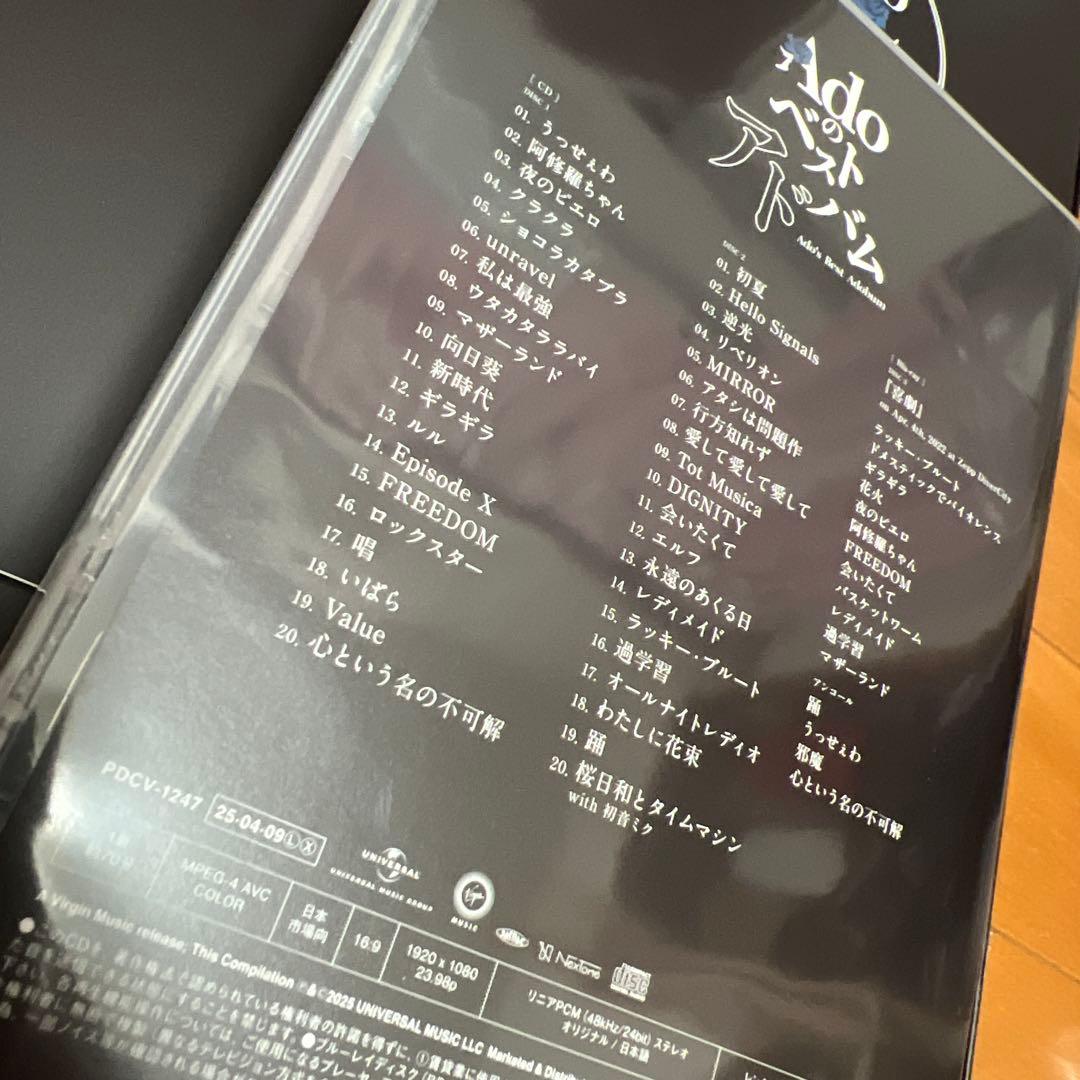 Adoの
ベスト
アドバム
Ado's Best Adobum
[ CD ]
DISC 1
01. うっせぇわ
02. 阿修羅ちゃん
03. 夜のピエロ
04. クラクラ
05. ショコラカタブラ
06. unravel
07. 私は最強
08. ウタカタララバイ
09. マザーランド
10. 向日葵
11. 新時代
12. ギラギラ
13. ルル
14. Episode X
15. FREEDOM
16. ロックスター
17. 唱
18. いばら
19. Value
20. 心という名の不可解
DISC 2
01. 初夏
02. Hello Signals
03. 逆光
04. リベリオン
05. MIRROR
06. アタシは問題作
07. 行方知れず
08. 愛して愛して愛して
09. Tot Musica
10. DIGNITY
11. 会いたくて
12. エルフ
13. 永遠のあくる日
14. レディメイド
15. ラッキー・ブルート
16. 過学習
17. オールナイトレディオ
18. わたしに花束
19. 踊
20. 桜日和とタイムマシン
with 初音ミク
『喜劇』
on Apr. 4th, 2022 at Zepp DiverCity
ラッキー・ブルート
ドメスティックでバイオレンス
ギラギラ
花火
夜のピエロ
阿修羅ちゃん
FREEDOM
会いたくて
バスケットワーム
レディメイド
過学習
マザーランド
アンコール
踊
うっせぇわ
邪魔
心という名の不可解
PDCV-1247
25·04·09 Ⓛ Ⓧ
UNIVERSAL
UNIVERSAL MUSIC GROUP
Virgin
MUSIC
NexTone
disc
MPEG-4 AVC
COLOR
日本
市場向
16:9
1920 x 1080
23.98p
リニアPCM (48kHz/24bit) ステレオ
オリジナル / 日本語
A Virgin Music release; This Compilation ℗&© 2025 UNIVERSAL MUSIC LLC Marketed & Distrib